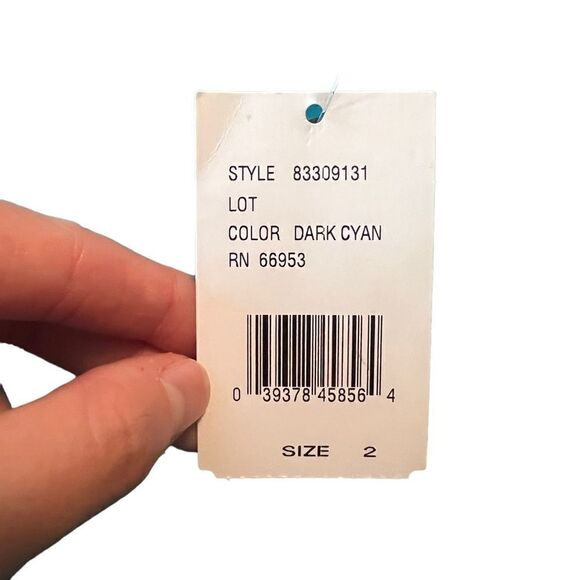 STYLE 83309131
LOT
COLOR DARK CYAN
RN 66953
0 39378 45856 4
SIZE 2